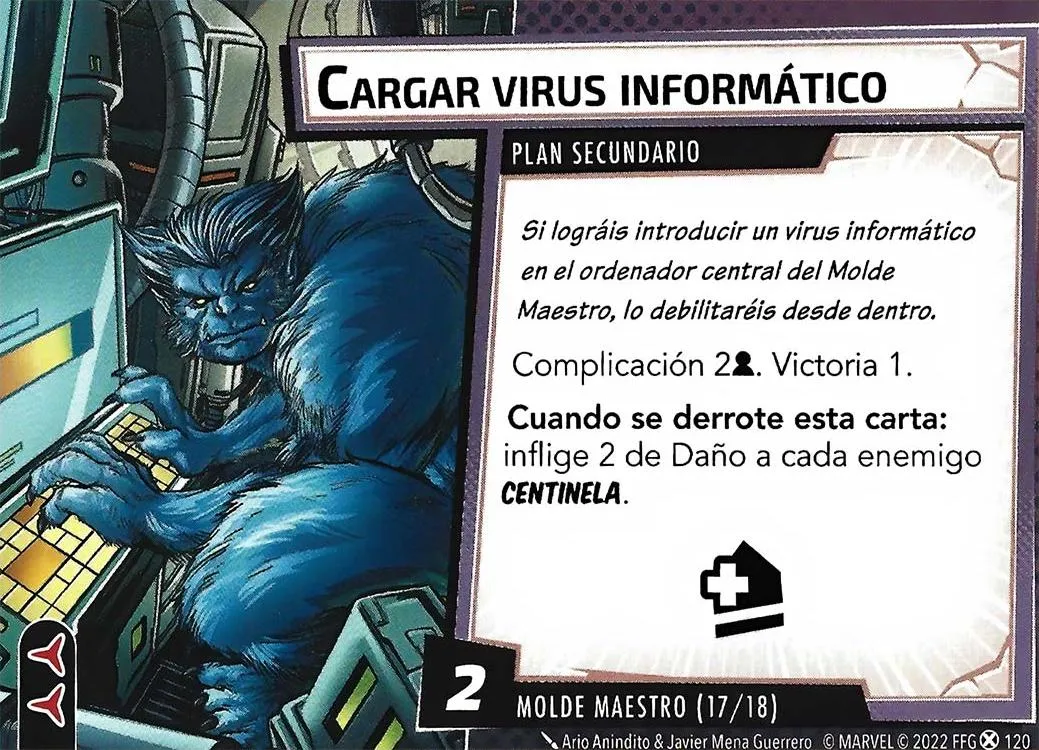 CARGAR VIRUS INFORMÁTICO
PLAN SECUNDARIO
Si lográis introducir un virus informático
en el ordenador central del Molde
Maestro, lo debilitaréis desde dentro.
Complicación 2. Victoria 1.
Cuando se derrote esta carta:
inflige 2 de Daño a cada enemigo
CENTINELA.
2
MOLDE MAESTRO (17/18)
Ario Anindito & Javier Mena Guerrero © MARVEL © 2022 FFG 120